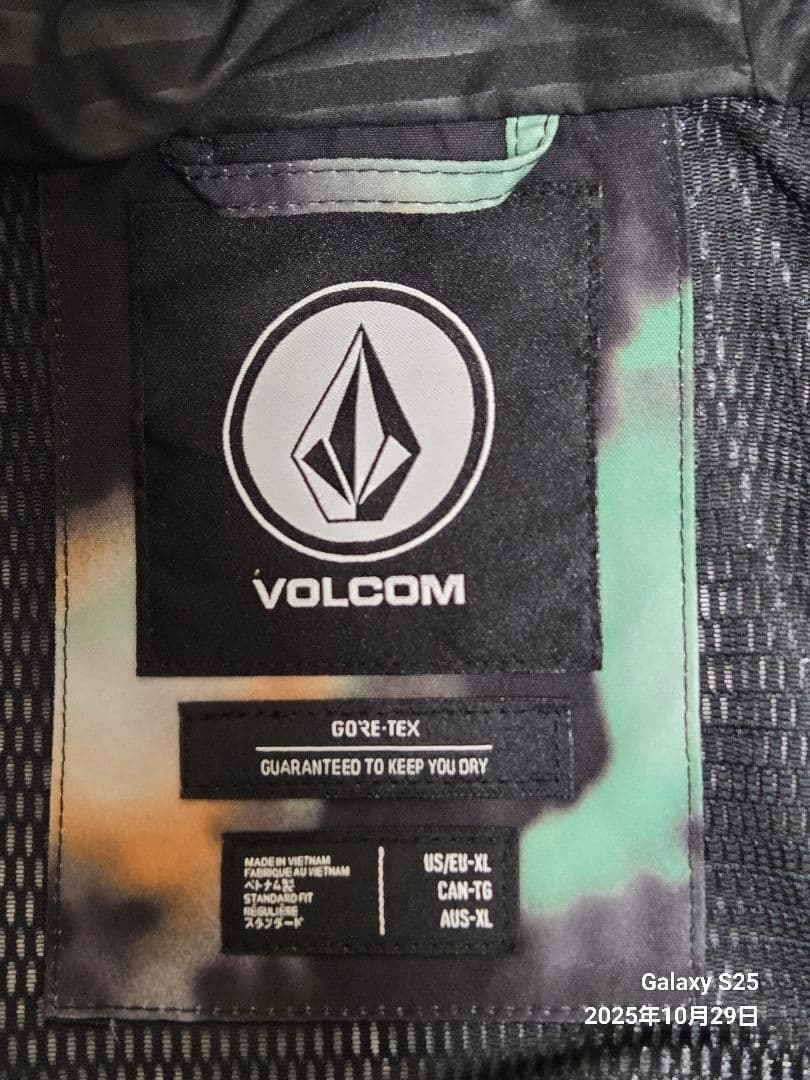 VOLCOM
GORE-TEX
GUARANTEED TO KEEP YOU DRY
MADE IN VIETNAM
FABRIQUE AU VIETNAM
ベトナム製
STANDARD FIT
RÉGULIÈRE
スタンダード
US/EU-XL
CAN-TG
AUS-XL
Galaxy S25
2025年10月29日